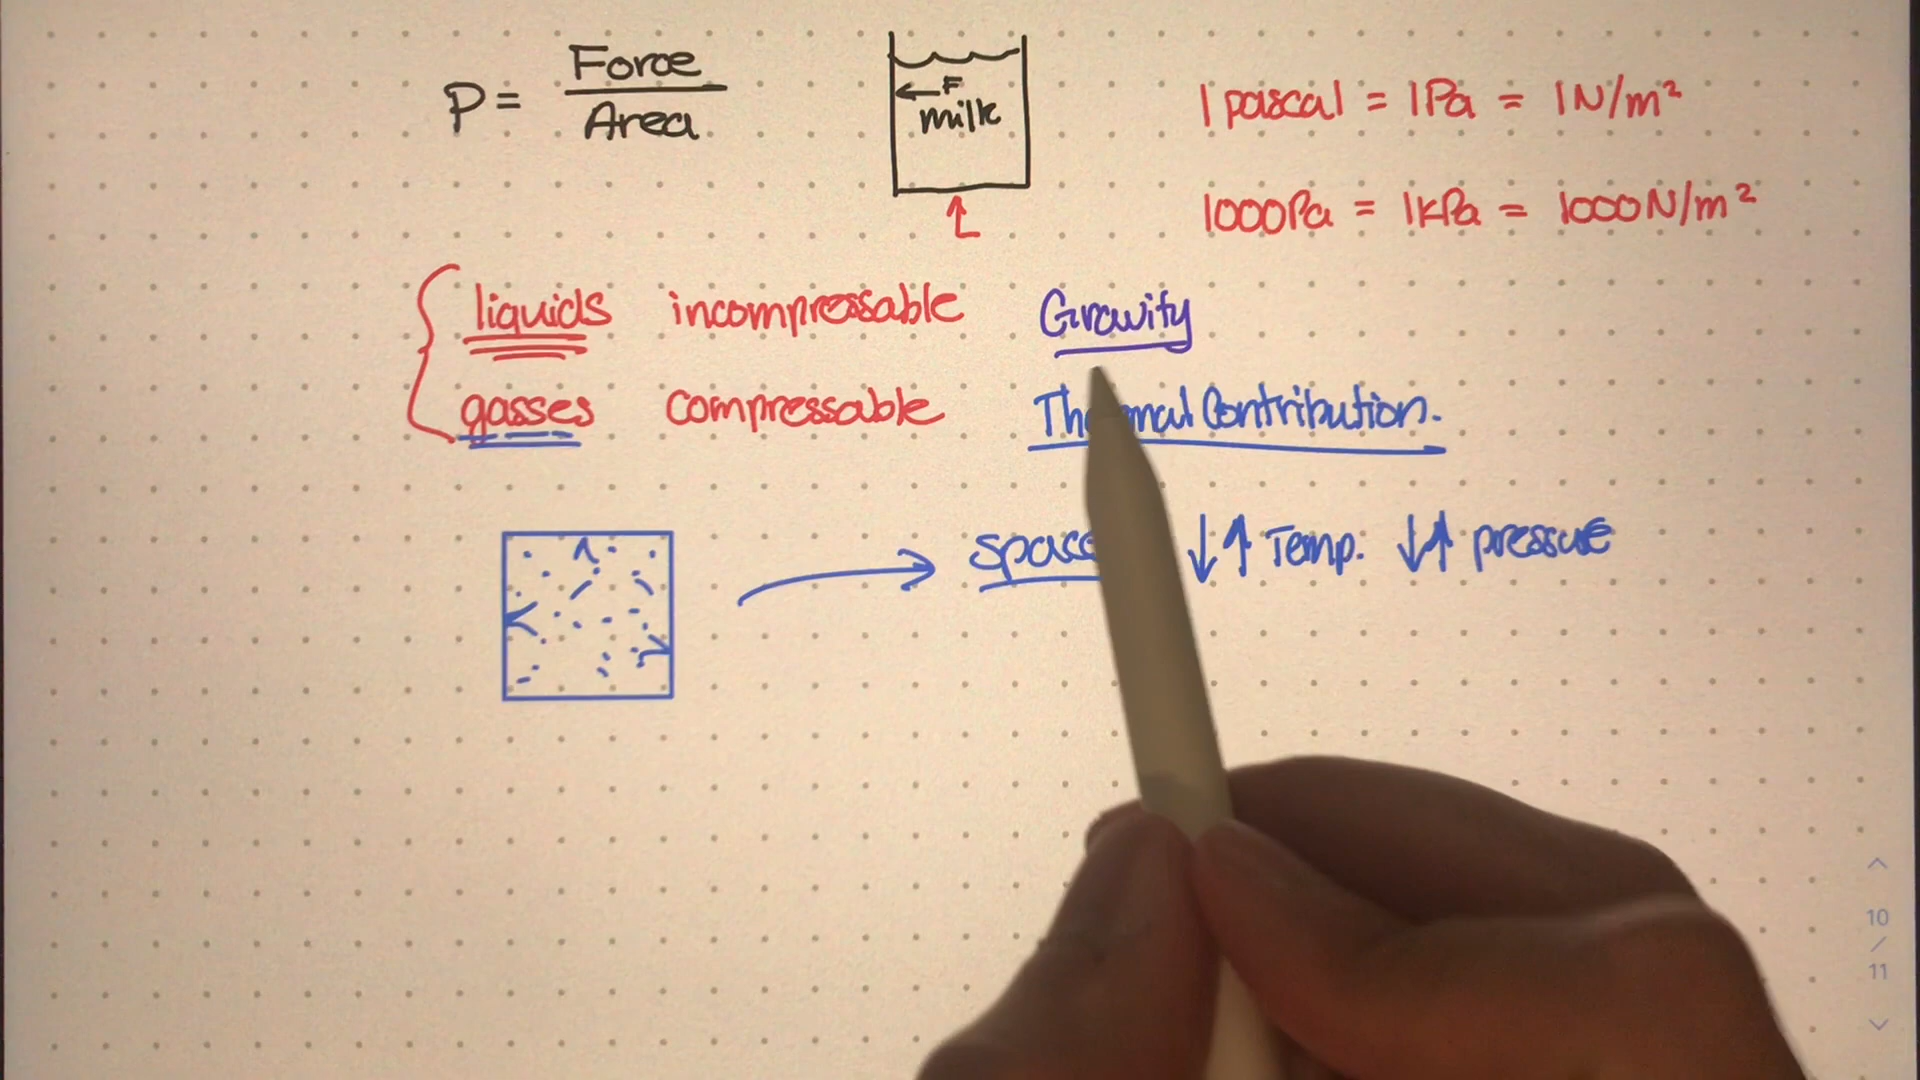 P = Force / Area
F
milk
1 pascal = 1Pa = 1N/m²
1000Pa = 1kPa = 1000N/m²
liquids incompressable Gravity
gasses compressable Contribution.
↓↑ Temp. ↓↑ pressure
10
/
11